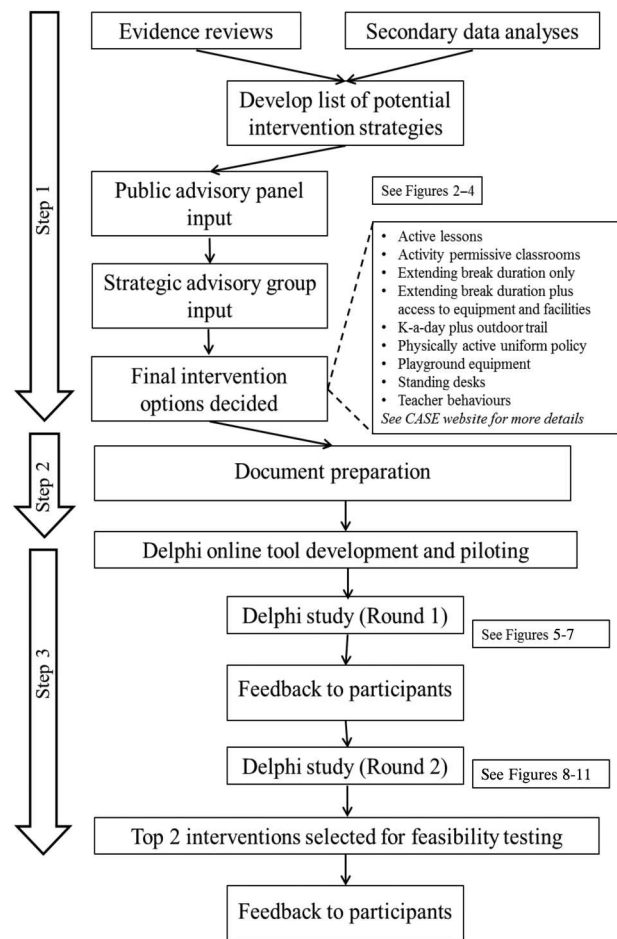 Evidence reviews
Secondary data analyses
Develop list of potential
intervention strategies
Step 1
Public advisory panel
input
See Figures 2–4
Strategic advisory group
input
• Active lessons
• Activity permissive classrooms
• Extending break duration only
• Extending break duration plus
access to equipment and facilities
• K-a-day plus outdoor trail
• Physically active uniform policy
• Playground equipment
• Standing desks
• Teacher behaviours
See CASE website for more details
Final intervention
options decided
Step 2
Document preparation
Step 3
Delphi online tool development and piloting
Delphi study (Round 1)
See Figures 5-7
Feedback to participants
Delphi study (Round 2)
See Figures 8-11
Top 2 interventions selected for feasibility testing
Feedback to participants